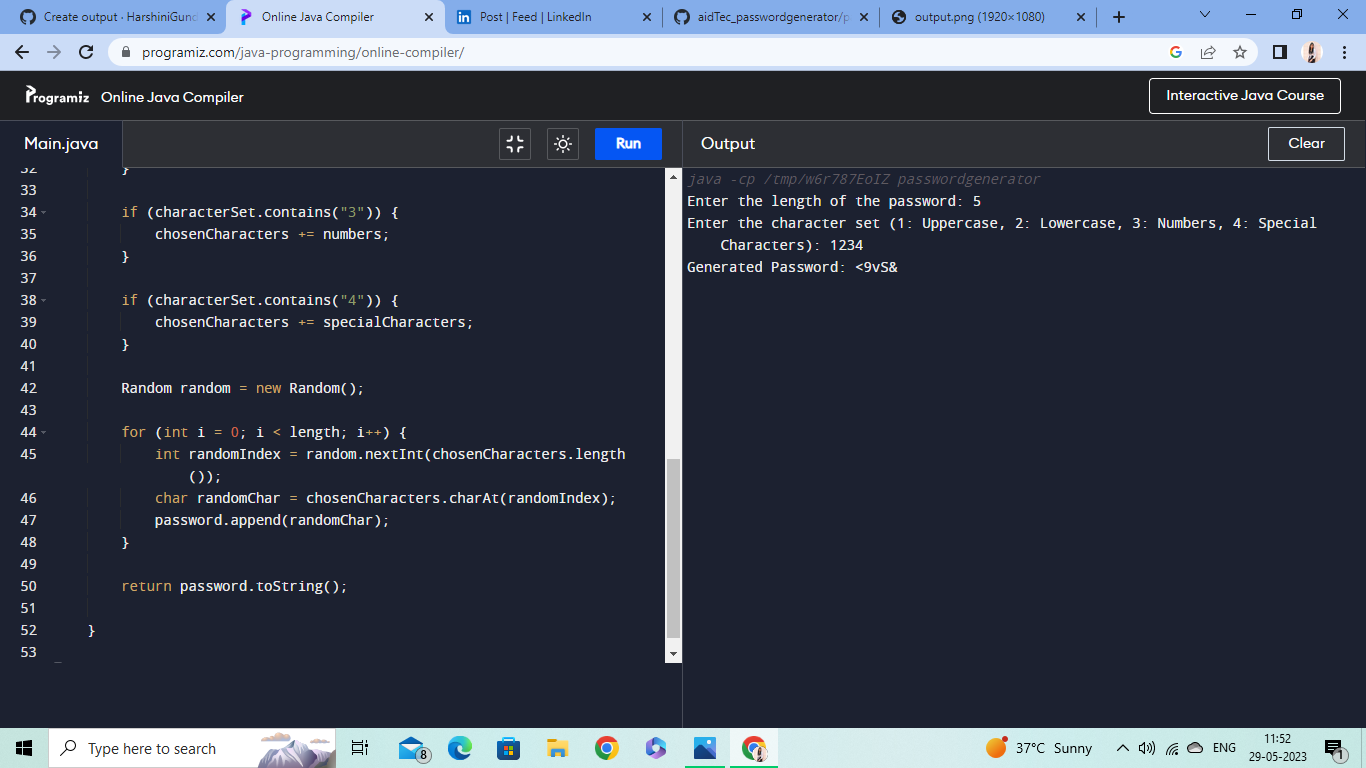 Create output · HarshiniGund
Online Java Compiler
Post | Feed | LinkedIn
aidTec_passwordgenerator/p
output.png (1920×1080)
programiz.com/java-programming/online-compiler/
Programiz Online Java Compiler
Interactive Java Course
Main.java
Run
Output
Clear
32 }
33
34 if (characterSet.contains("3")) {
35 chosenCharacters += numbers;
36 }
37
38 if (characterSet.contains("4")) {
39 chosenCharacters += specialCharacters;
40 }
41
42 Random random = new Random();
43
44 for (int i = 0; i < length; i++) {
45 int randomIndex = random.nextInt(chosenCharacters.length
());
46 char randomChar = chosenCharacters.charAt(randomIndex);
47 password.append(randomChar);
48 }
49
50 return password.toString();
51
52 }
53
java -cp /tmp/w6r787EoIZ passwordgenerator
Enter the length of the password: 5
Enter the character set (1: Uppercase, 2: Lowercase, 3: Numbers, 4: Special
Characters): 1234
Generated Password: <9vS&
Type here to search
8
37°C Sunny
ENG
11:52
29-05-2023
1